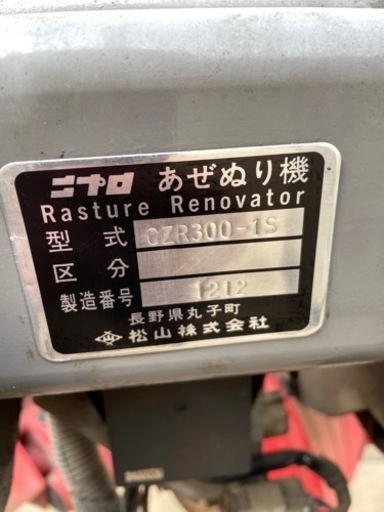 ニプロ あぜぬり機
Rasture Renovator
型式 CZR300-1S
区分
製造番号 1212
長野県丸子町
松山株式会社